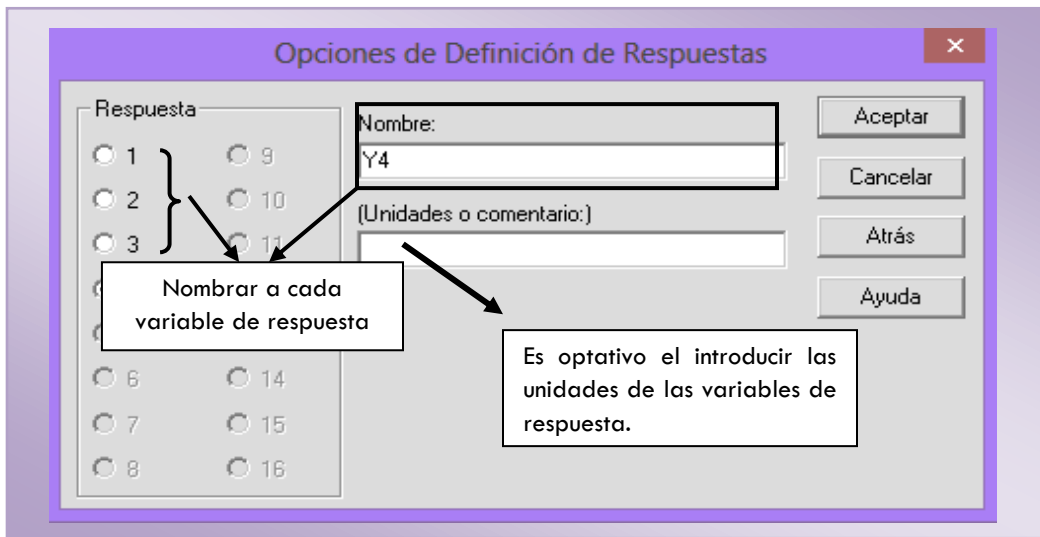 Opciones de Definición de Respuestas
Respuesta
1
9
2
10
3
11
6
14
7
15
8
16
Nombre:
Y4
(Unidades o comentario:)
Aceptar
Cancelar
Atrás
Ayuda
Nombrar a cada
variable de respuesta
Es optativo el introducir las
unidades de las variables de
respuesta.